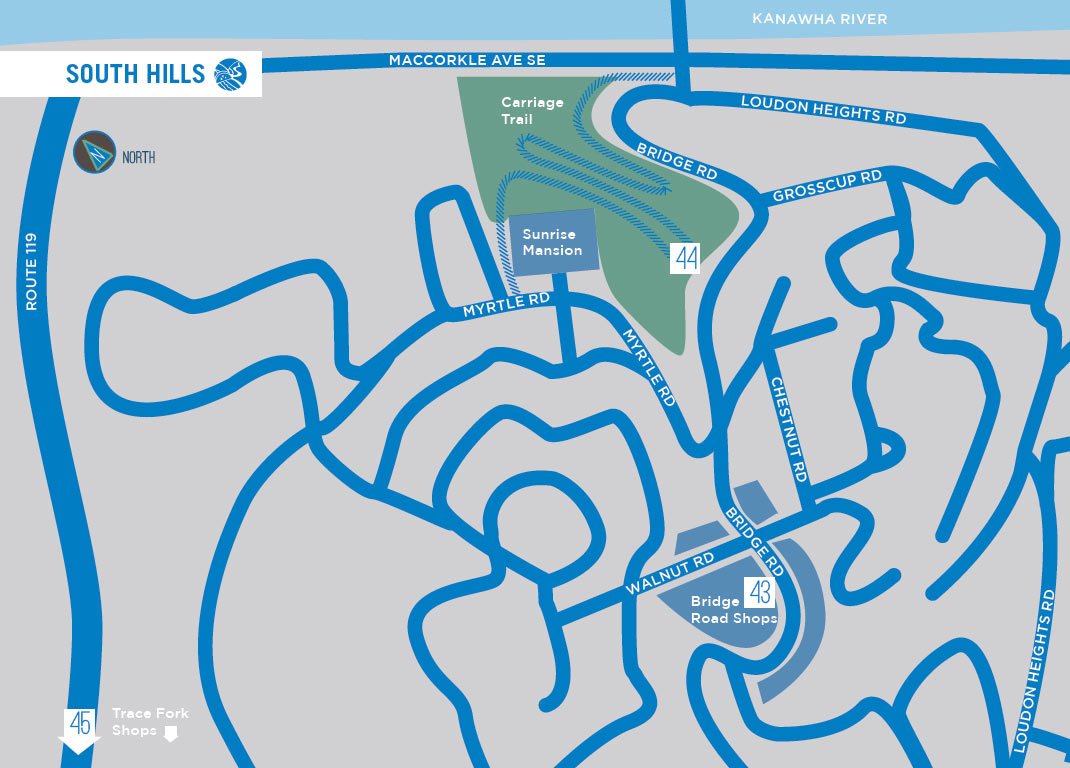 KANAWHA RIVER
MACCORKLE AVE SE
SOUTH HILLS
Carriage
Trail
LOUDON HEIGHTS RD
N
NORTH
BRIDGE RD
GROSSCUP RD
Sunrise
Mansion
44
ROUTE 119
MYRTLE RD
MYRTLE RD
CHESTNUT RD
BRIDGE RD
WALNUT RD
43
Bridge
Road Shops
LOUDON HEIGHTS RD
45
Trace Fork
Shops